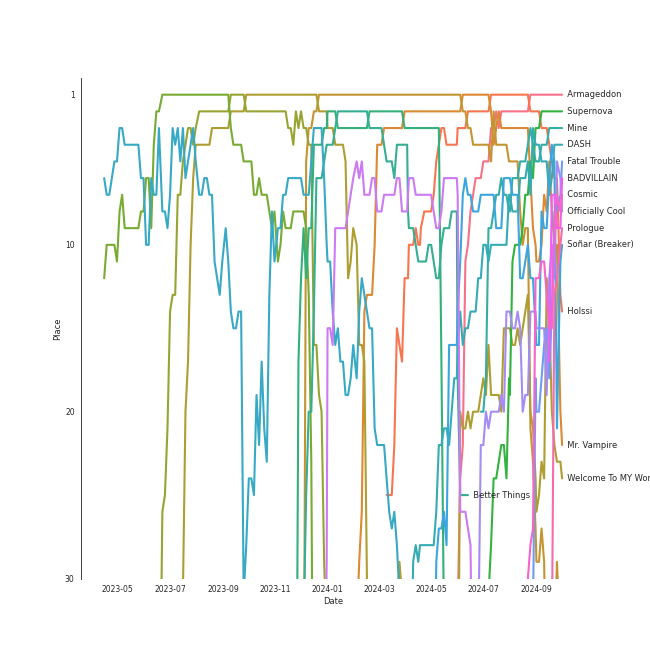 1
Armageddon
Supernova
Mine
DASH
Fatal Trouble
BADVILLAIN
Cosmic
Officially Cool
Prologue
10
Soñar (Breaker)
Holssi
Place
20
Mr. Vampire
Welcome To MY Wor
Better Things
30
2023-05 2023-07 2023-09 2023-11 2024-01 2024-03 2024-05 2024-07 2024-09
Date